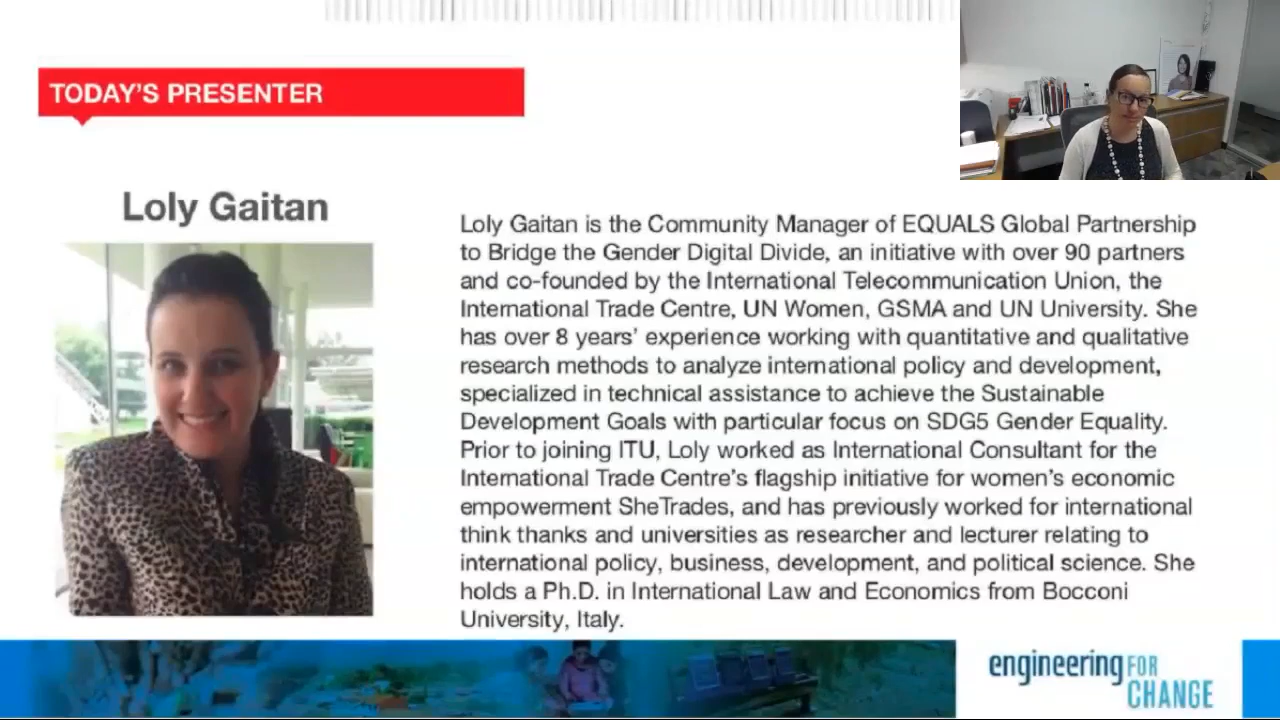 TODAY'S PRESENTER
Loly Gaitan
Loly Gaitan is the Community Manager of EQUALS Global Partnership
to Bridge the Gender Digital Divide, an initiative with over 90 partners
and co-founded by the International Telecommunication Union, the
International Trade Centre, UN Women, GSMA and UN University. She
has over 8 years' experience working with quantitative and qualitative
research methods to analyze international policy and development,
specialized in technical assistance to achieve the Sustainable
Development Goals with particular focus on SDG5 Gender Equality.
Prior to joining ITU, Loly worked as International Consultant for the
International Trade Centre's flagship initiative for women's economic
empowerment SheTrades, and has previously worked for international
think thanks and universities as researcher and lecturer relating to
international policy, business, development, and political science. She
holds a Ph.D. in International Law and Economics from Bocconi
University, Italy.
engineering FOR
CHANGE